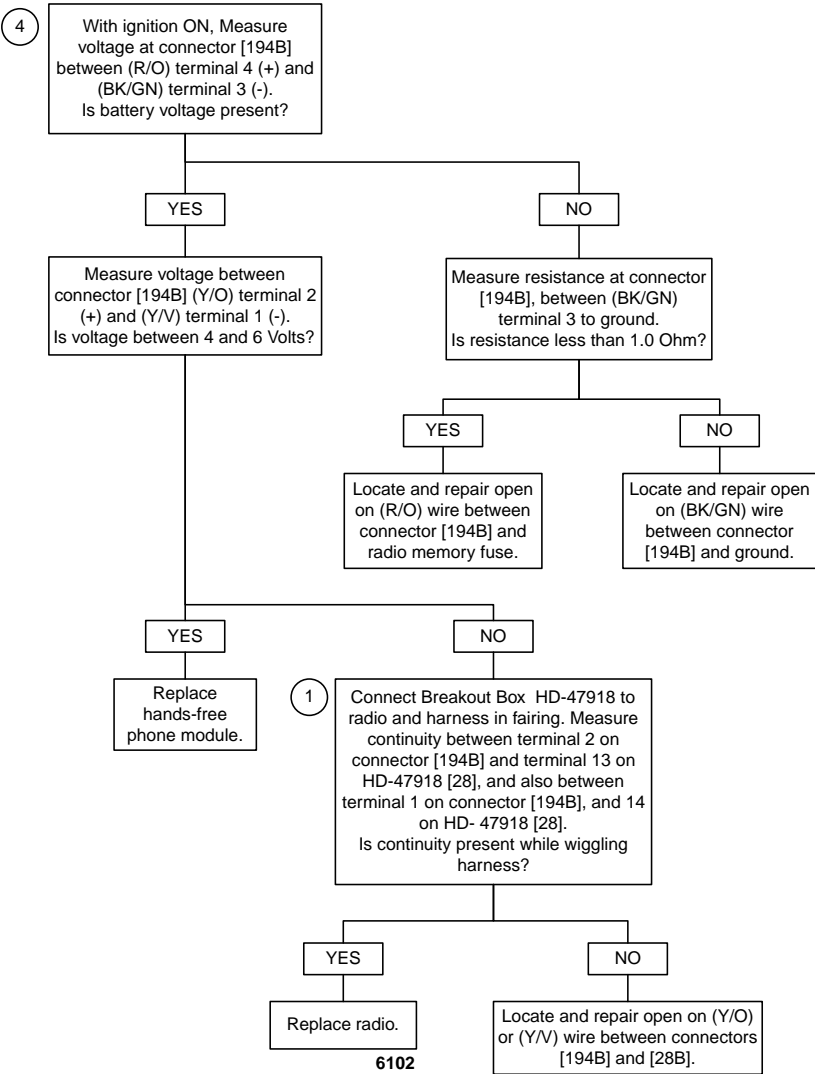 4
With ignition ON, Measure
voltage at connector [194B]
between (R/O) terminal 4 (+) and
(BK/GN) terminal 3 (-).
Is battery voltage present?
YES
NO
Measure voltage between
connector [194B] (Y/O) terminal 2
(+) and (Y/V) terminal 1 (-).
Is voltage between 4 and 6 Volts?
Measure resistance at connector
[194B], between (BK/GN)
terminal 3 to ground.
Is resistance less than 1.0 Ohm?
YES
NO
Locate and repair open
on (R/O) wire between
connector [194B] and
radio memory fuse.
Locate and repair open
on (BK/GN) wire
between connector
[194B] and ground.
YES
NO
Replace
hands-free
phone module.
1
Connect Breakout Box HD-47918 to
radio and harness in fairing. Measure
continuity between terminal 2 on
connector [194B] and terminal 13 on
HD-47918 [28], and also between
terminal 1 on connector [194B], and 14
on HD- 47918 [28].
Is continuity present while wiggling
harness?
YES
NO
Replace radio.
Locate and repair open on (Y/O)
or (Y/V) wire between connectors
[194B] and [28B].
6102